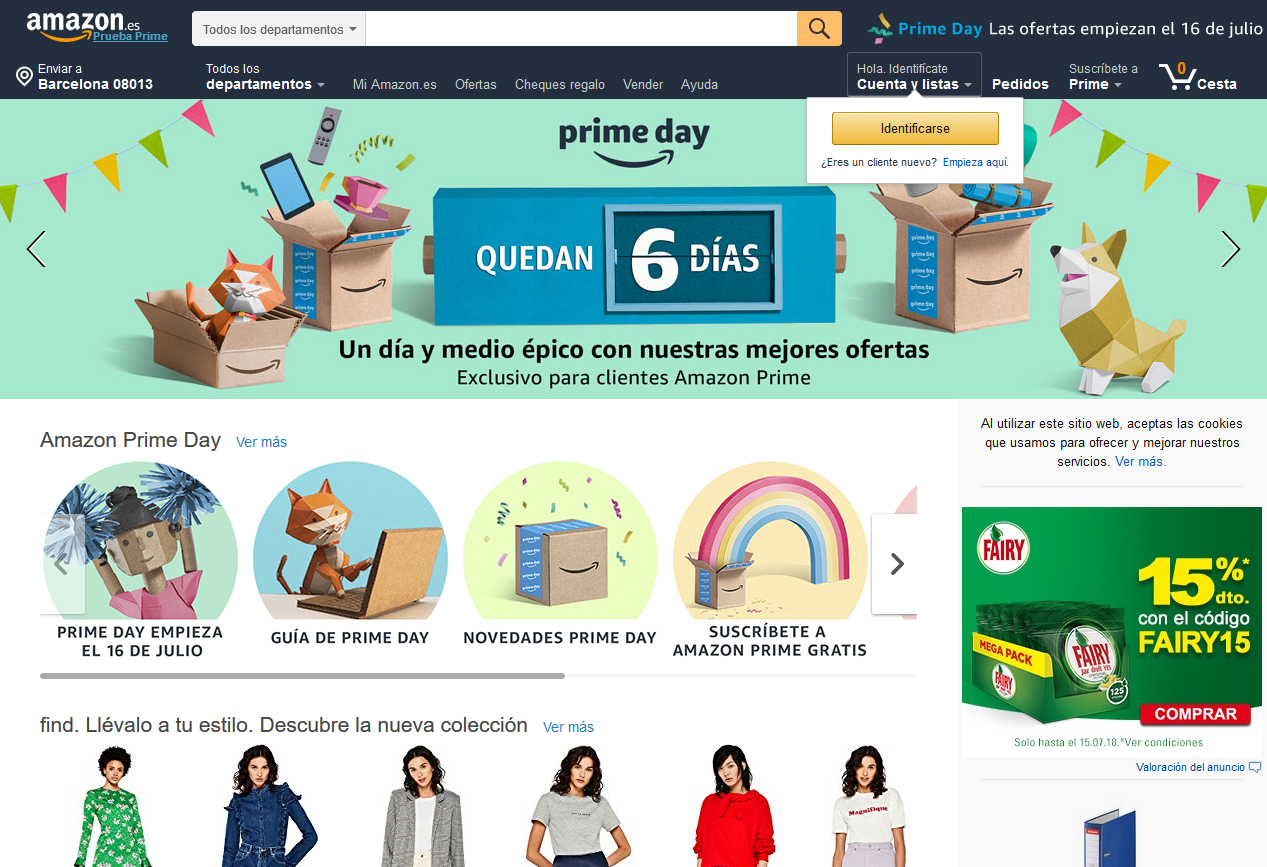 amazon.es
Prueba Prime
Todos los departamentos
Prime Day Las ofertas empiezan el 16 de julio
Enviar a
Barcelona 08013
Todos los
departamentos
Mi Amazon.es
Ofertas
Cheques regalo
Vender
Ayuda
Hola. Identifícate
Cuenta y listas
Pedidos
Suscríbete a
Prime
0
Cesta
Identificarse
¿Eres un cliente nuevo? Empieza aquí.
prime day
QUEDAN 6 DÍAS
Un día y medio épico con nuestras mejores ofertas
Exclusivo para clientes Amazon Prime
Amazon Prime Day Ver más
PRIME DAY EMPIEZA
EL 16 DE JULIO
GUÍA DE PRIME DAY
NOVEDADES PRIME DAY
SUSCRÍBETE A
AMAZON PRIME GRATIS
Al utilizar este sitio web, aceptas las cookies
que usamos para ofrecer y mejorar nuestros
servicios. Ver más.
FAIRY
15%*
dto.
con el código
FAIRY15
MEGA PACK
FAIRY
FAIRY
125
COMPRAR
Solo hasta el 15.07.18.*Ver condiciones
Valoración del anuncio
find. Llévalo a tu estilo. Descubre la nueva colección Ver más
Magnifique